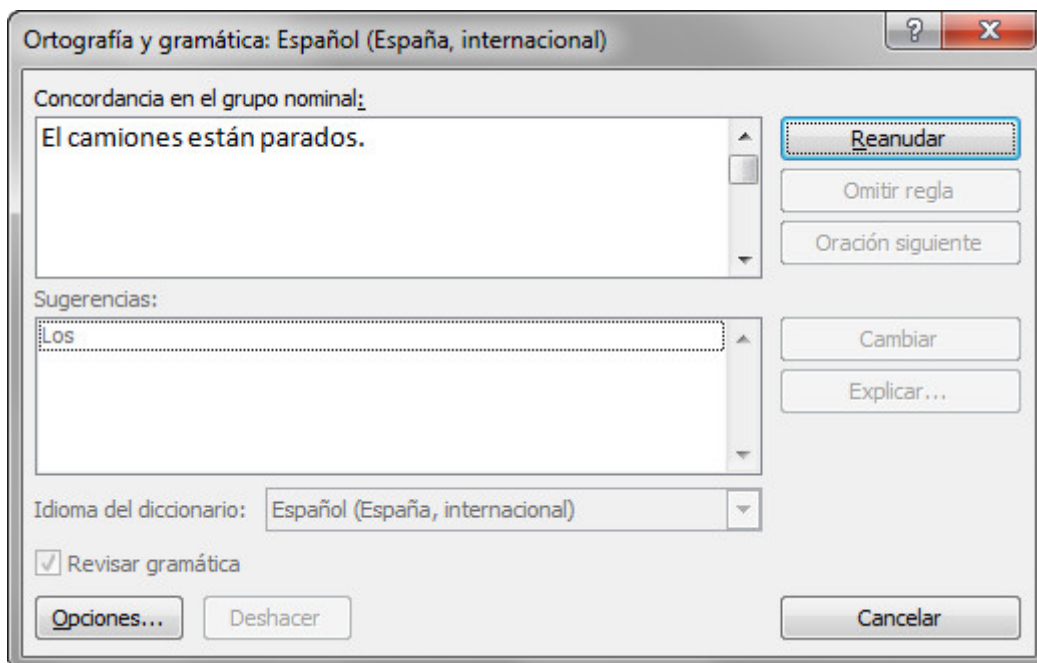 Ortografía y gramática: Español (España, internacional)
Concordancia en el grupo nominal:
El camiones están parados.
Reanudar
Omitir regla
Oración siguiente
Sugerencias:
Los
Cambiar
Explicar...
Idioma del diccionario: Español (España, internacional)
Revisar gramática
Opciones... Deshacer Cancelar